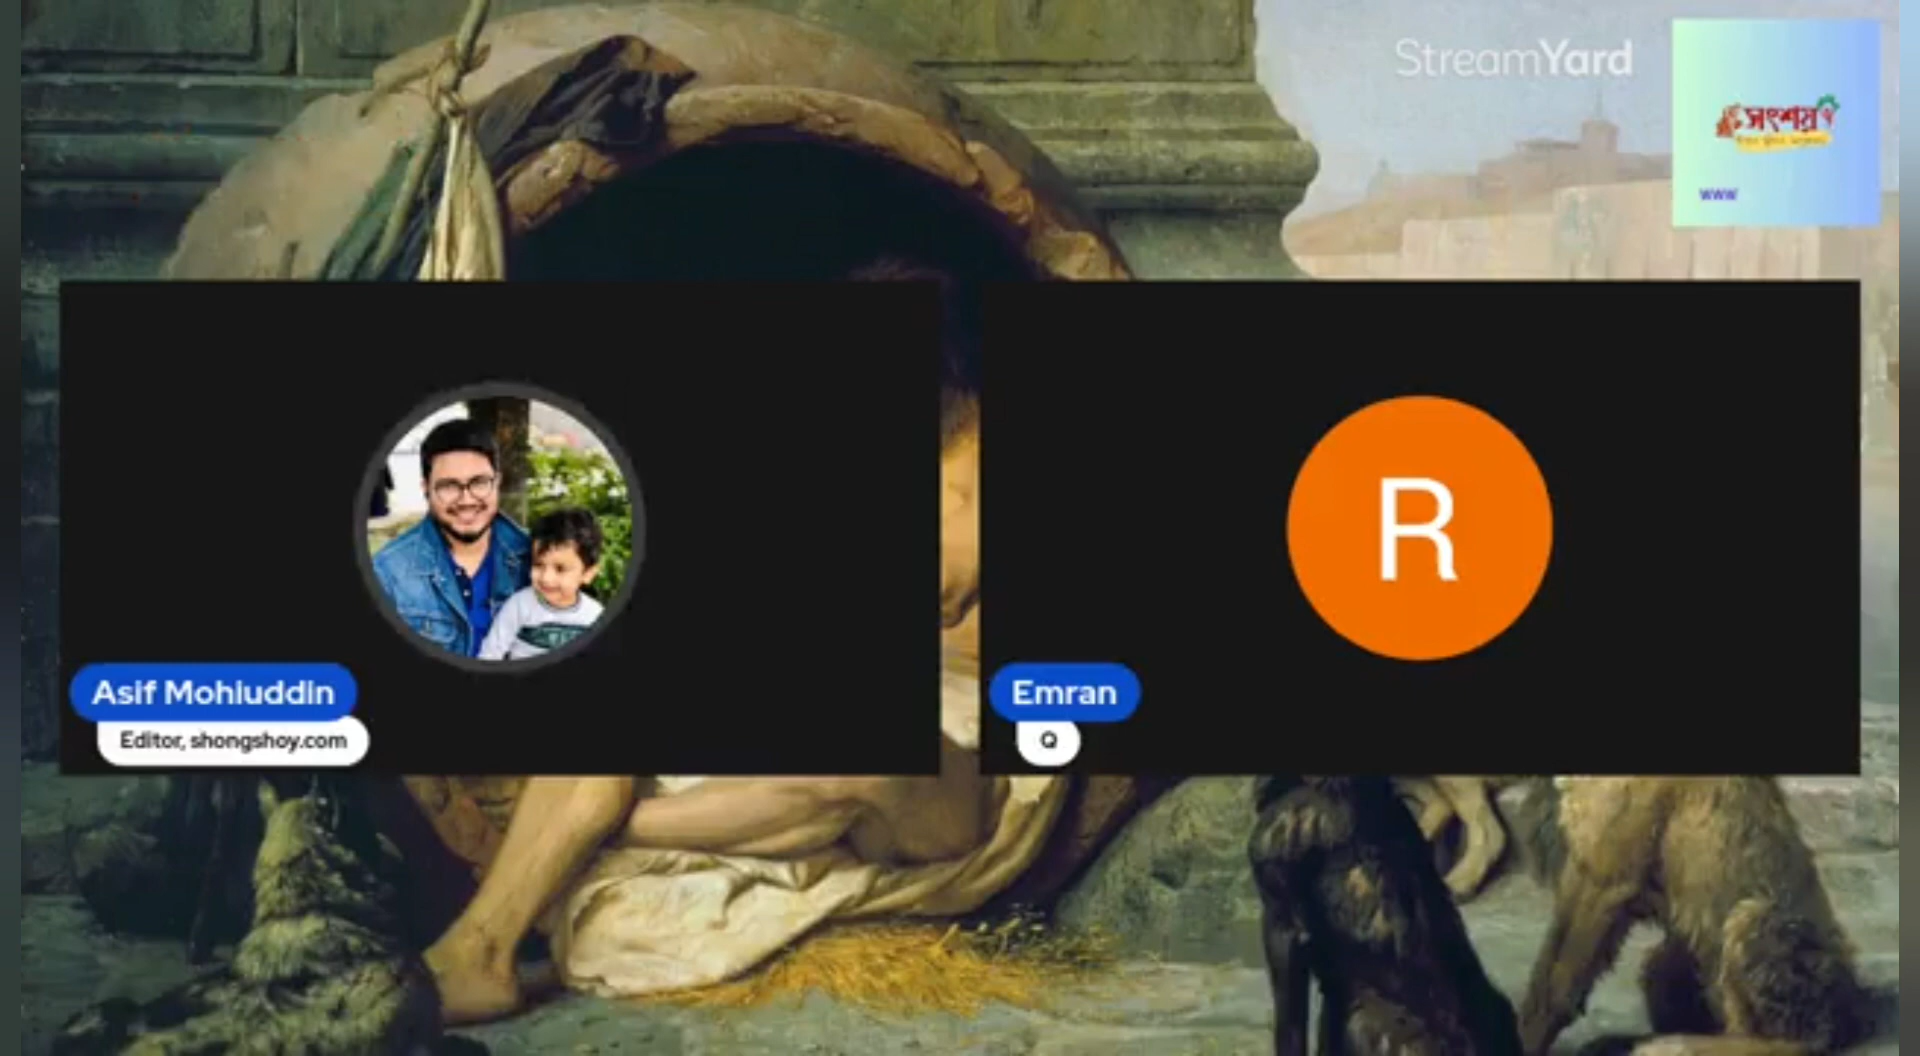 StreamYard
সংশয়
www
R
Asif Mohiuddin
Editor, shongshoy.com
Emran
Q